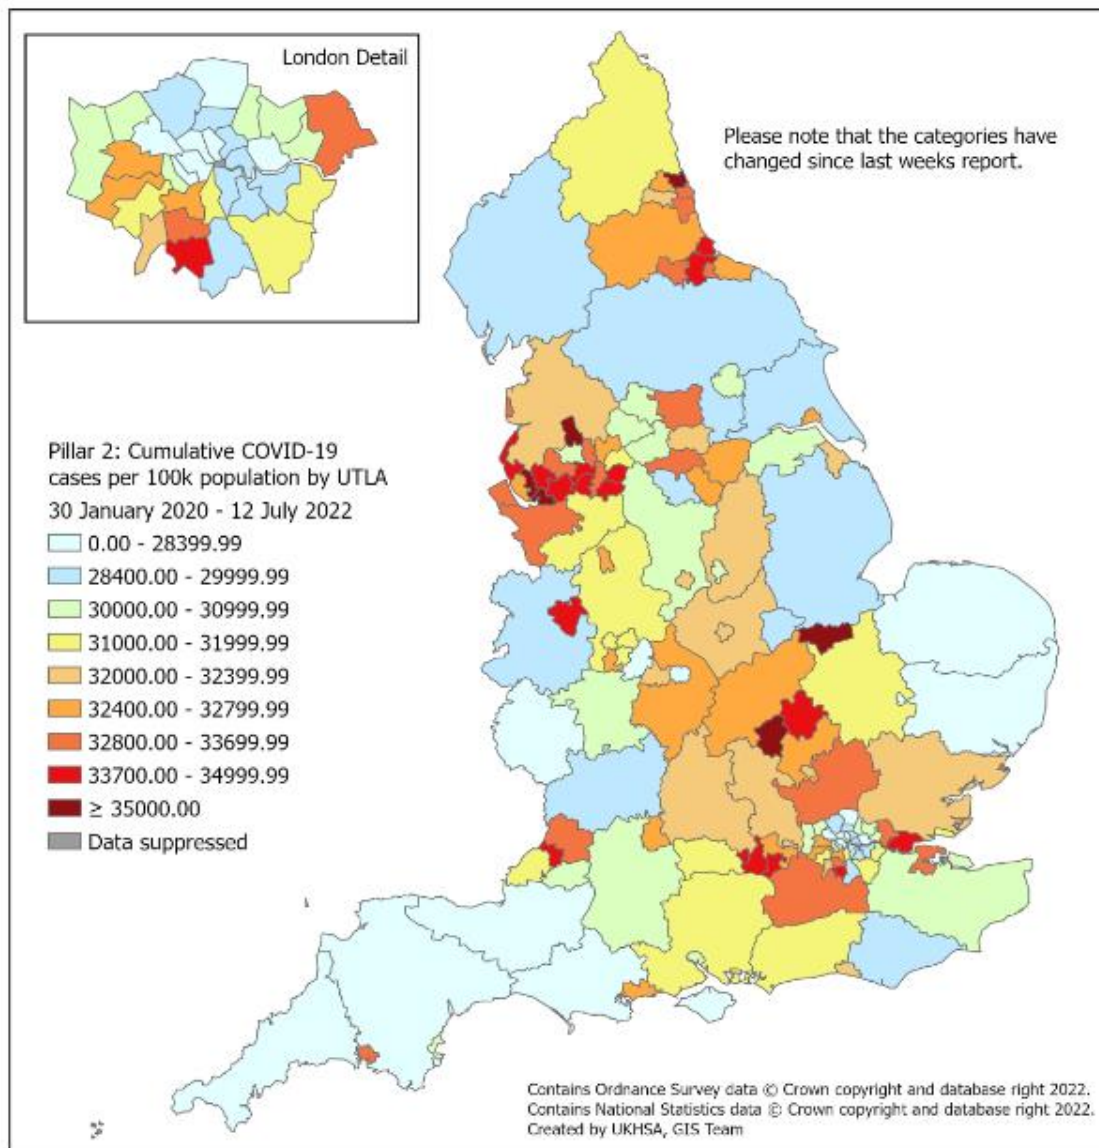 London Detail
Please note that the categories have
changed since last weeks report.
Pillar 2: Cumulative COVID-19
cases per 100k population by UTLA
30 January 2020 - 12 July 2022
0.00 - 28399.99
28400.00 - 29999.99
30000.00 - 30999.99
31000.00 - 31999.99
32000.00 - 32399.99
32400.00 - 32799.99
32800.00 - 33699.99
33700.00 - 34999.99
≥ 35000.00
Data suppressed
Contains Ordnance Survey data © Crown copyright and database right 2022.
Contains National Statistics data © Crown copyright and database right 2022.
Created by UKHSA, GIS Team